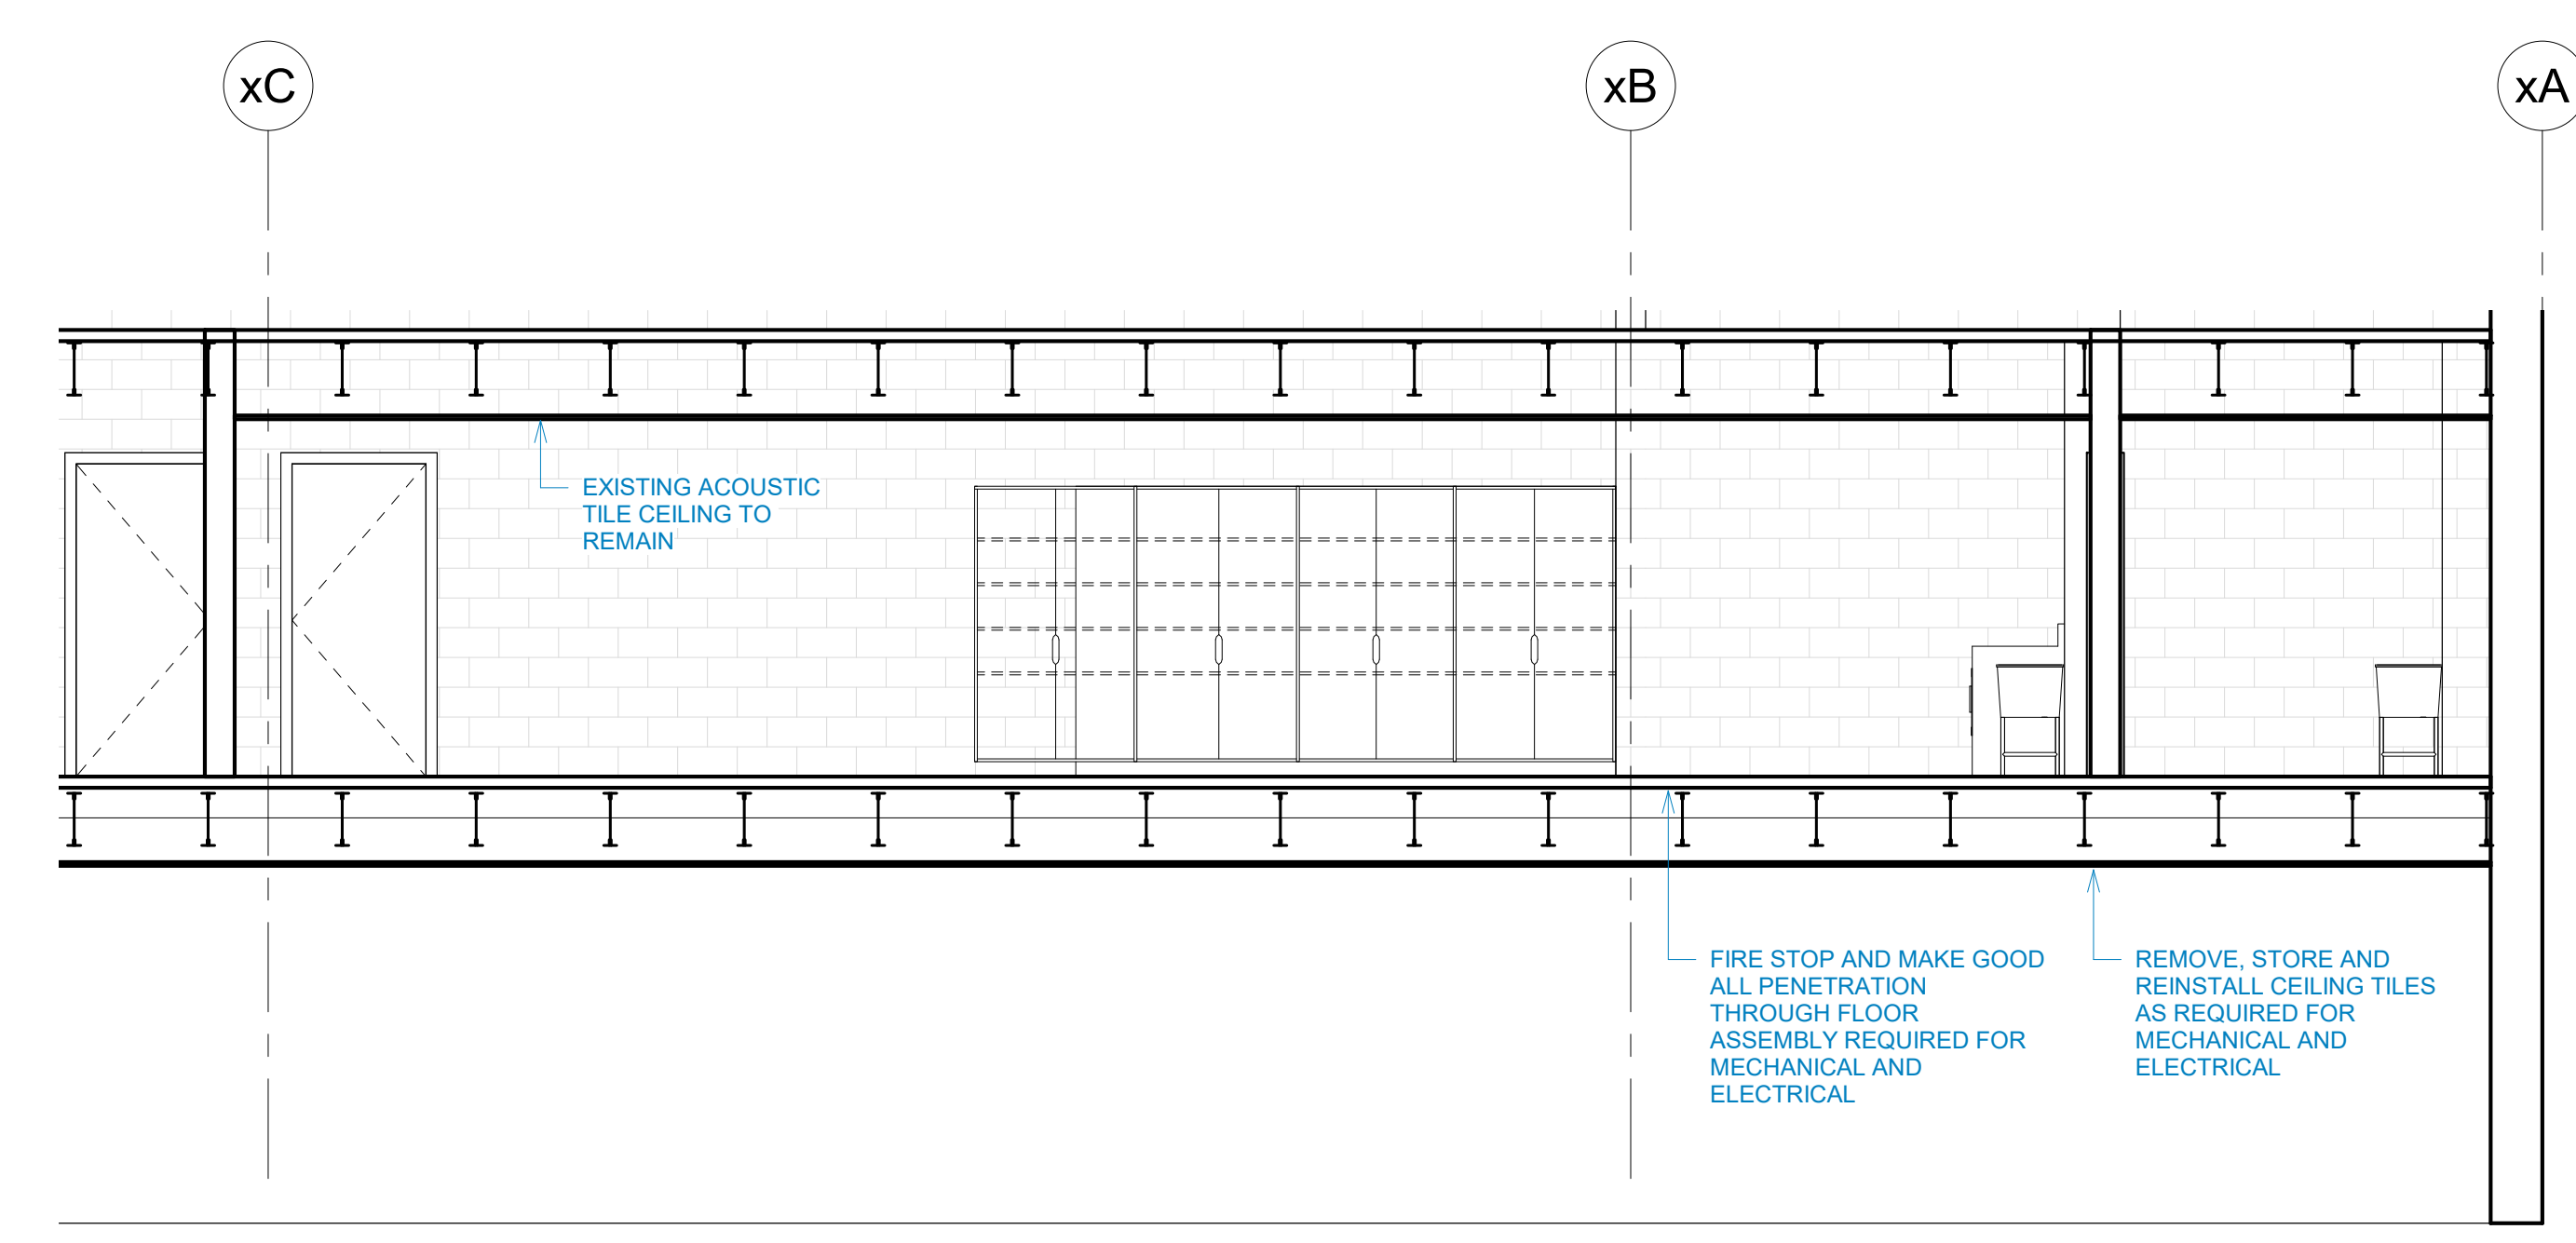 xC
xB
xA
EXISTING ACOUSTIC
TILE CEILING TO
REMAIN
FIRE STOP AND MAKE GOOD
ALL PENETRATION
THROUGH FLOOR
ASSEMBLY REQUIRED FOR
MECHANICAL AND
ELECTRICAL
REMOVE, STORE AND
REINSTALL CEILING TILES
AS REQUIRED FOR
MECHANICAL AND
ELECTRICAL